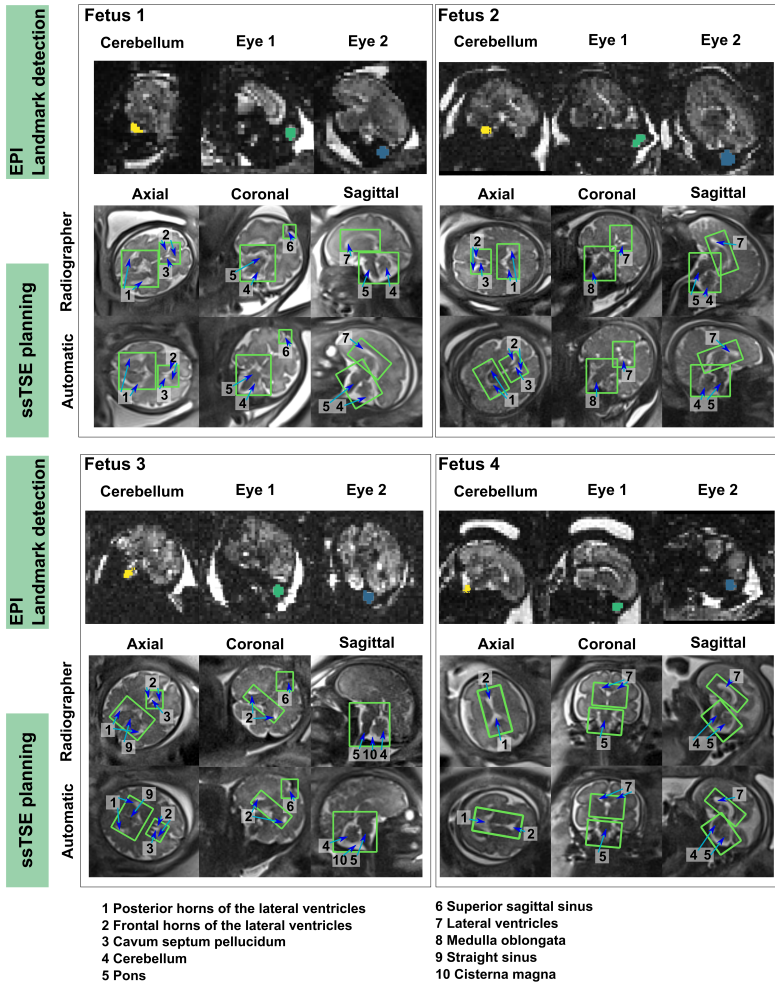 Fetus 1
Fetus 2
EPI
Landmark detection
Cerebellum Eye 1 Eye 2
Cerebellum Eye 1 Eye 2
ssTSE planning
Radiographer
Axial Coronal Sagittal
2
3
1
6
5
4
7
5 4
Axial Coronal Sagittal
2
3
1
7
8
7
5 4
Automatic
2
1
3
6
5
4
7
5 4
2
1
7
8
7
4 5
Fetus 3
Fetus 4
EPI
Landmark detection
Cerebellum Eye 1 Eye 2
Cerebellum Eye 1 Eye 2
ssTSE planning
Radiographer
Axial Coronal Sagittal
2
1
3
9
6
2
5 10 4
Axial Coronal Sagittal
2
1
7
5
7
4
5
Automatic
1
9
2
3
2
6
4
10 5
1
2
7
5
7
4 5
1 Posterior horns of the lateral ventricles
2 Frontal horns of the lateral ventricles
3 Cavum septum pellucidum
4 Cerebellum
5 Pons
6 Superior sagittal sinus
7 Lateral ventricles
8 Medulla oblongata
9 Straight sinus
10 Cisterna magna